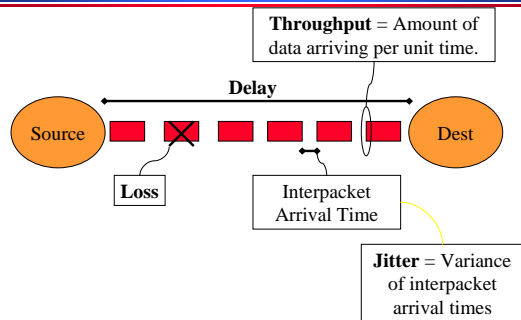 Throughput = Amount of
data arriving per unit time.
Delay
Source
Dest
Loss
Interpacket
Arrival Time
Jitter = Variance
of interpacket
arrival times